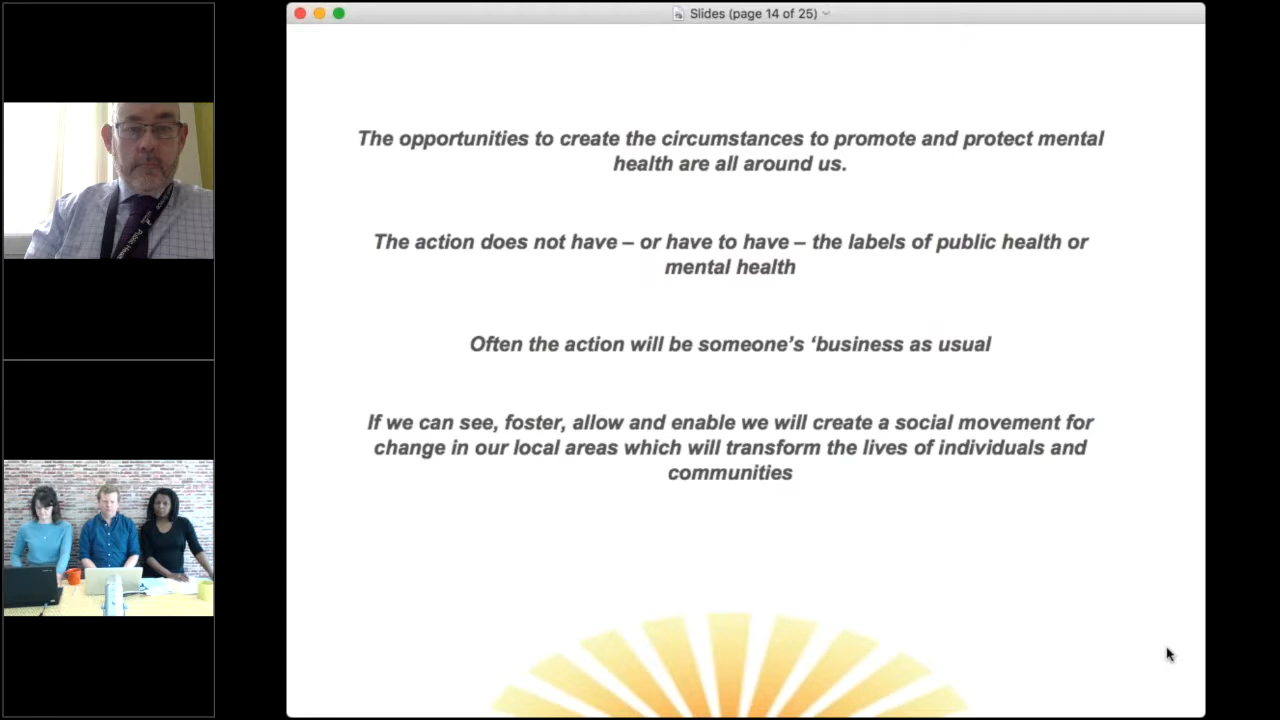 Slides (page 14 of 25)
The opportunities to create the circumstances to promote and protect mental
health are all around us.
The action does not have – or have to have – the labels of public health or
mental health
Often the action will be someone's ‘business as usual
If we can see, foster, allow and enable we will create a social movement for
change in our local areas which will transform the lives of individuals and
communities